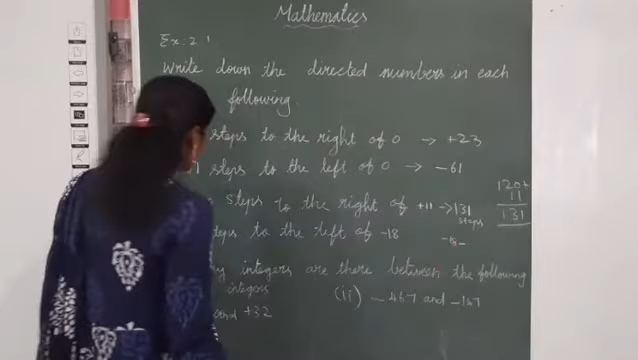 Mathematics
Ex: 2.1
Write down the directed numbers in each
following.
steps to the right of 0 → +23
steps to the left of 0 → -61
steps to the right of +11 → 131
steps
120+
11
131
steps to the left of -18
integers are there between the following
integers
and +32
(ii) -467 and